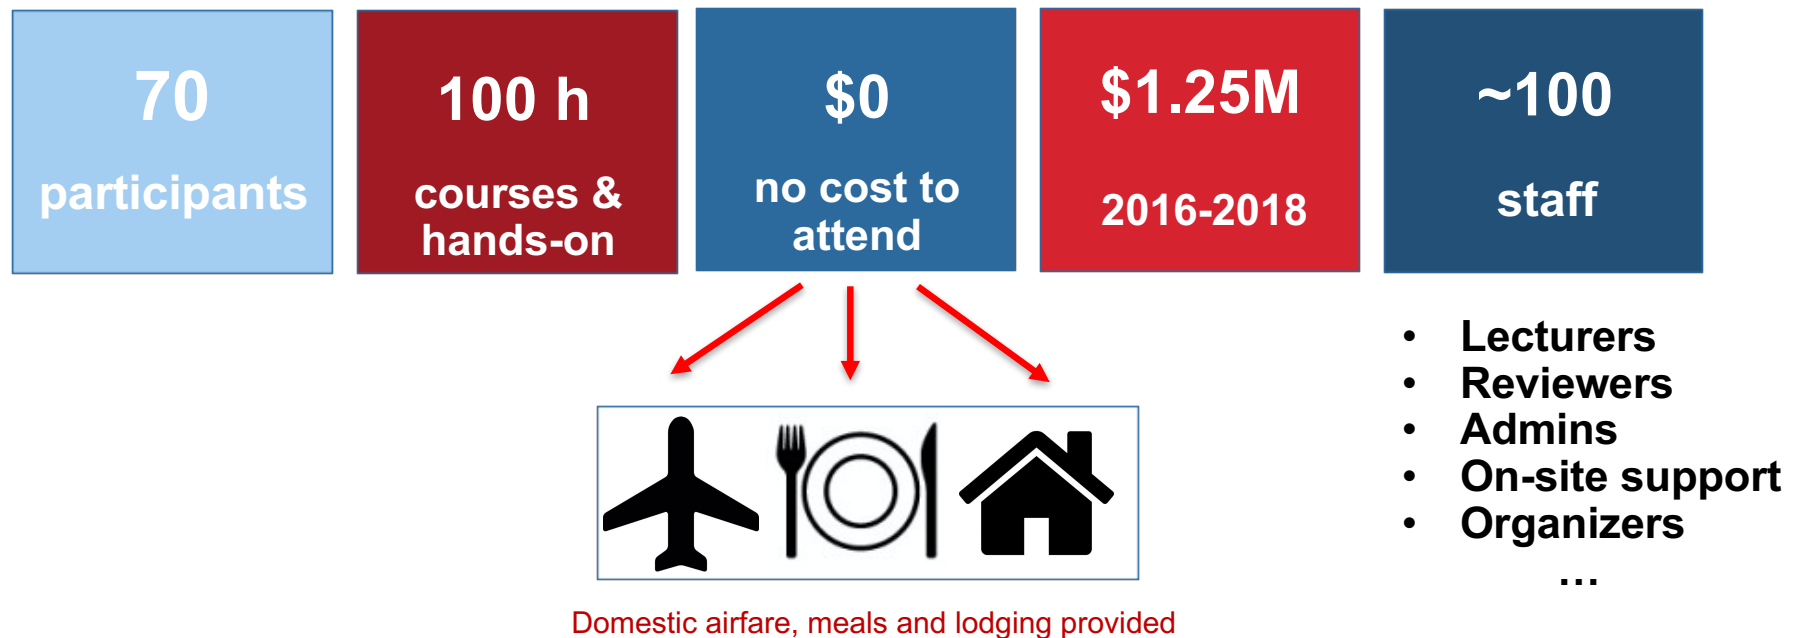 70
participants
100 h
courses &
hands-on
$0
no cost to
attend
$1.25M
2016-2018
~100
staff
• Lecturers
• Reviewers
• Admins
• On-site support
• Organizers
…
Domestic airfare, meals and lodging provided